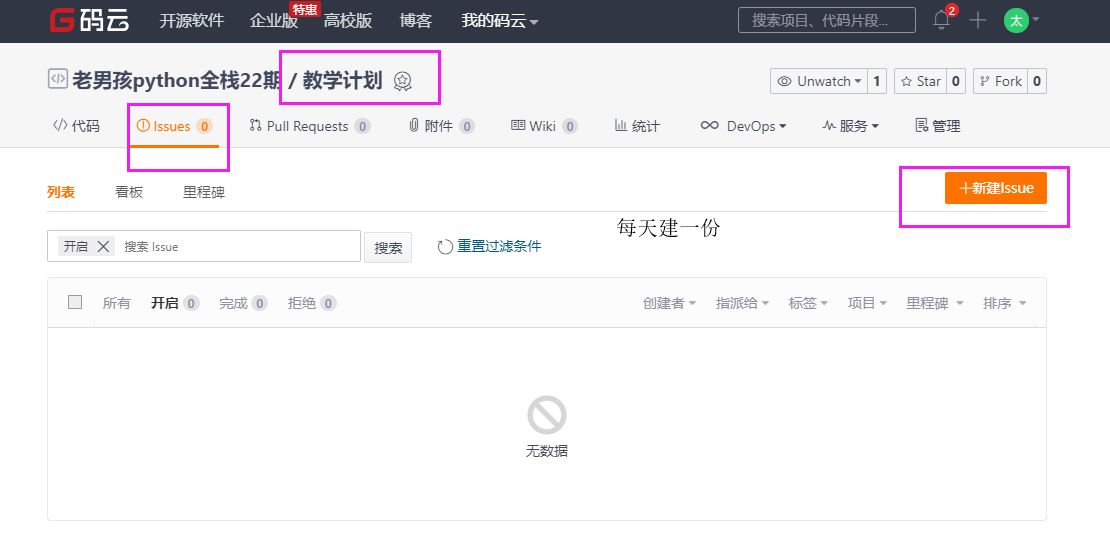 码云 开源软件 企业版 特惠 高校版 博客 我的码云 搜索项目、代码片段... 2 太
老男孩python全栈22期 / 教学计划 Unwatch 1 Star 0 Fork 0
代码 Issues 0 Pull Requests 0 附件 0 Wiki 0 统计 DevOps 服务 管理
列表 看板 里程碑 +新建Issue
每天建一份
开启 搜索 Issue 搜索 重置过滤条件
所有 开启 0 完成 0 拒绝 0 创建者 指派给 标签 项目 里程碑 排序
无数据